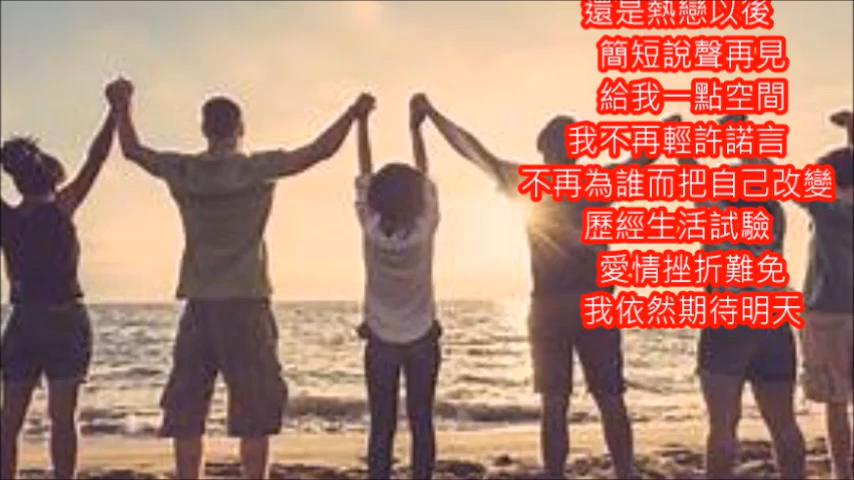 還是熱戀以後
簡短說聲再見
給我一點空間
我不再輕許諾言
不再為誰而把自己改變
歷經生活試驗
愛情挫折難免
我依然期待明天